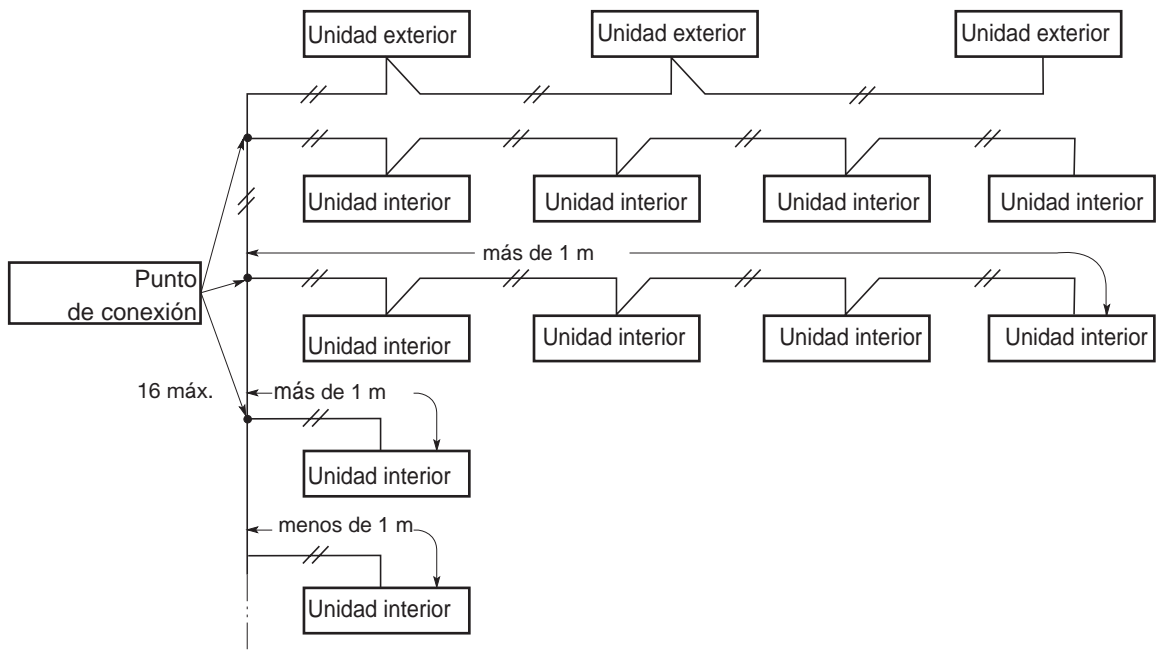 Unidad exterior
Unidad exterior
Unidad exterior
Unidad interior
Unidad interior
Unidad interior
Unidad interior
más de 1 m
Punto
de conexión
Unidad interior
Unidad interior
Unidad interior
Unidad interior
16 máx.
más de 1 m
Unidad interior
menos de 1 m
Unidad interior